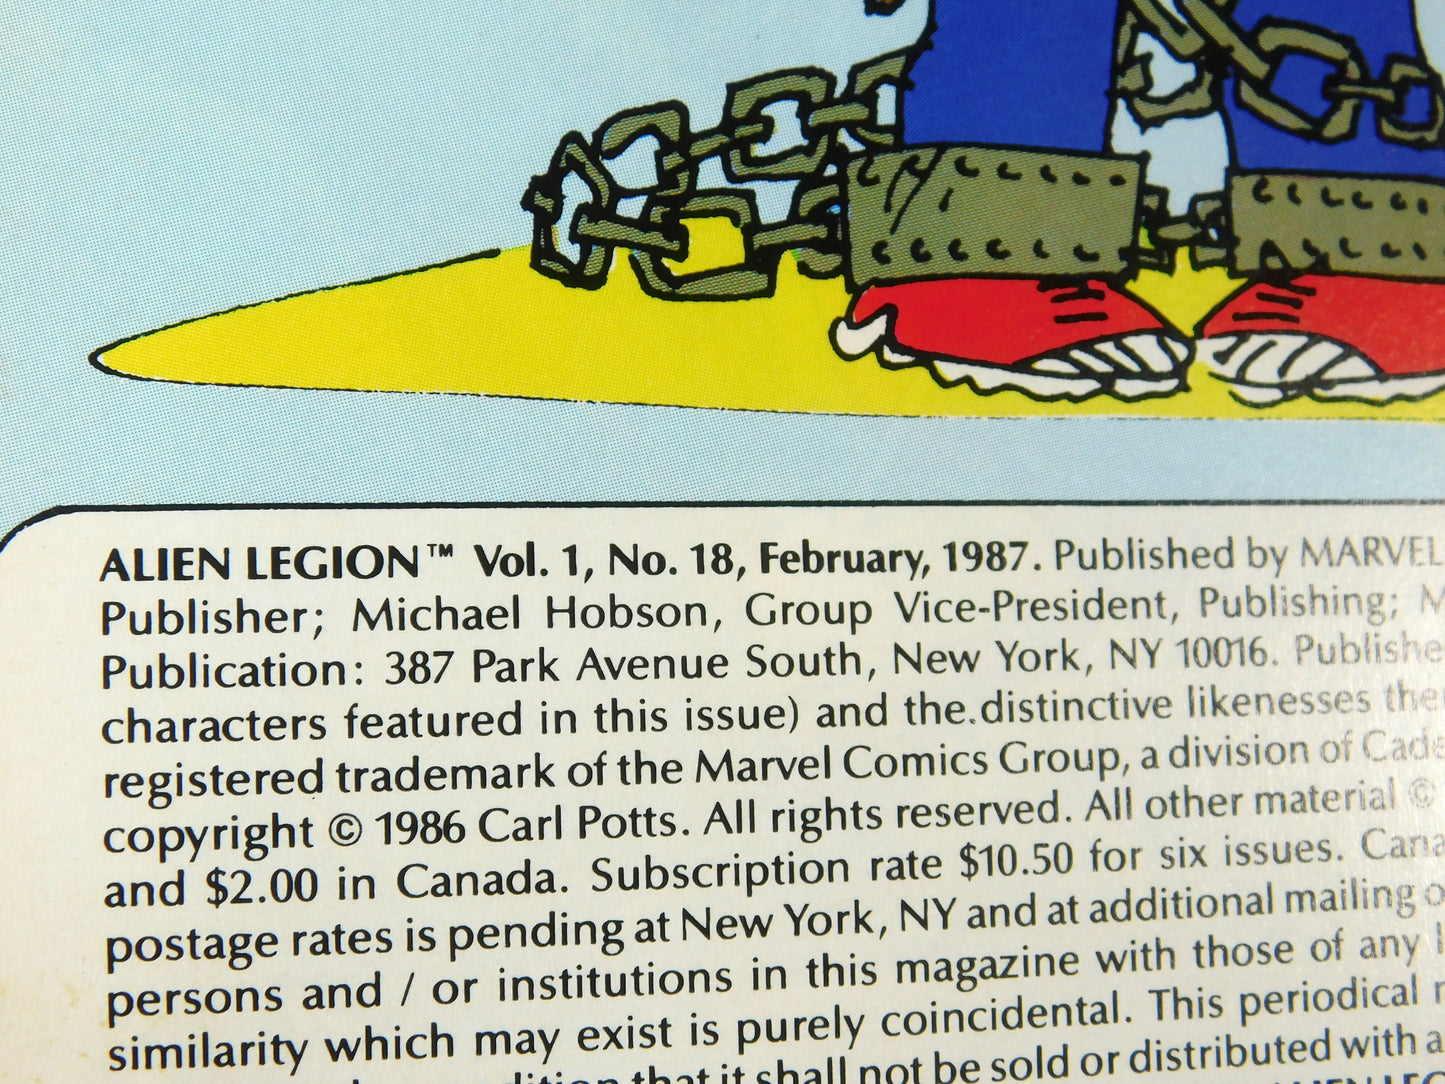 ALIEN LEGION™ Vol. 1, No. 18, February, 1987. Published by MARVEL
Publisher; Michael Hobson, Group Vice-President, Publishing;
Publication: 387 Park Avenue South, New York, NY 10016.
characters featured in this issue) and the.distinctive likenesses
registered trademark of the Marvel Comics Group, a division of
copyright © 1986 Carl Potts. All rights reserved. All other material ©
and $2.00 in Canada. Subscription rate $10.50 for six issues.
postage rates is pending at New York, NY and at additional mailing
persons and / or institutions in this magazine with those of any
similarity which may exist is purely coincidental. This periodical
that it shall not be sold or distributed with a